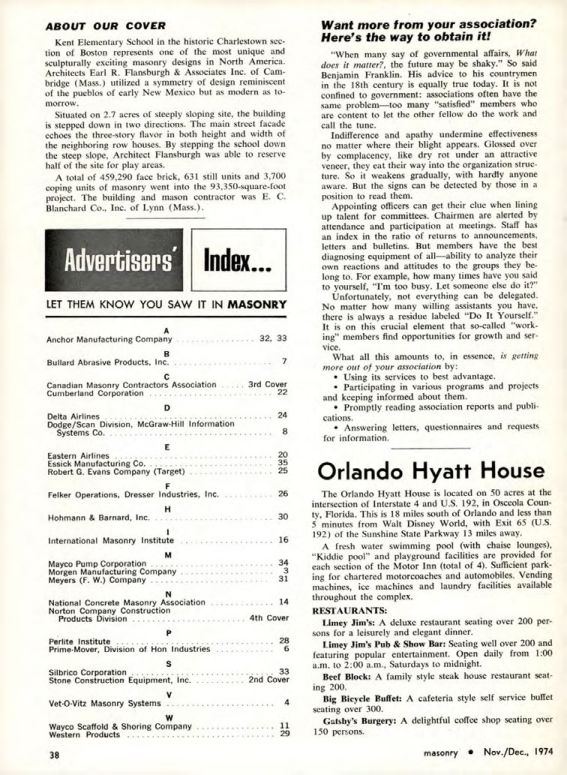 ABOUT OUR COVER
Kent Elementary School in the historic Charlestown sec-
tion of Boston represents one of the most unique and
sculpturally exciting masonry designs in North America.
Architects Earl R. Flansburgh & Associates Inc. of Cam-
bridge (Mass.) utilized a symmetry of design reminiscent
of the pueblos of early New Mexico but as modern as to-
morrow.
Situated on 2.7 acres of steeply sloping site, the building
is stepped down in two directions. The main street facade
echoes the three-story flavor in both height and width of
the neighboring row houses. By stepping the school down
the steep slope, Architect Flansburgh was able to reserve
half of the site for play areas.
A total of 459,290 face brick, 631 still units and 3,700
coping units of masonry went into the 93,350-square-foot
project. The building and mason contractor was E. C.
Blanchard Co., Inc. of Lynn (Mass.).
Advertisers' Index...
LET THEM KNOW YOU SAW IT IN MASONRY
A
Anchor Manufacturing Company . . . . . . . . . . . . . . . . 32, 33
B
Bullard Abrasive Products, Inc. . . . . . . . . . . . . . . . . . . . 7
C
Canadian Masonry Contractors Association . . . . . 3rd Cover
Cumberland Corporation . . . . . . . . . . . . . . . . . . . . . . . 22
D
Delta Airlines . . . . . . . . . . . . . . . . . . . . . . . . . . . . . . . 24
Dodge/Scan Division, McGraw-Hill Information
Systems Co. . . . . . . . . . . . . . . . . . . . . . . . . . . . . . . 8
E
Eastern Airlines . . . . . . . . . . . . . . . . . . . . . . . . . . . . . 20
Essick Manufacturing Co. . . . . . . . . . . . . . . . . . . . . . . 35
Robert G. Evans Company (Target) . . . . . . . . . . . . . . . 25
F
Felker Operations, Dresser Industries, Inc. . . . . . . . . . . 26
H
Hohmann & Barnard, Inc. . . . . . . . . . . . . . . . . . . . . . . 30
I
International Masonry Institute . . . . . . . . . . . . . . . . . . 16
M
Mayco Pump Corporation . . . . . . . . . . . . . . . . . . . . . . 34
Morgen Manufacturing Company . . . . . . . . . . . . . . . . . 3
Meyers (F. W.) Company . . . . . . . . . . . . . . . . . . . . . . . 31
N
National Concrete Masonry Association . . . . . . . . . . . . 14
Norton Company Construction
Products Division . . . . . . . . . . . . . . . . . . . . . 4th Cover
P
Perlite Institute . . . . . . . . . . . . . . . . . . . . . . . . . . . . . . 28
Prime-Mover, Division of Hon Industries . . . . . . . . . . . . 6
S
Silbrico Corporation . . . . . . . . . . . . . . . . . . . . . . . . . . 33
Stone Construction Equipment, Inc. . . . . . . . . . 2nd Cover
V
Vet-O-Vitz Masonry Systems . . . . . . . . . . . . . . . . . . . . 4
W
Wayco Scaffold & Shoring Company . . . . . . . . . . . . . . 11
Western Products . . . . . . . . . . . . . . . . . . . . . . . . . . . . 29
38
Want more from your association?
Here's the way to obtain it!
"When many say of governmental affairs, What
does it matter?, the future may be shaky." So said
Benjamin Franklin. His advice to his countrymen
in the 18th century is equally true today. It is not
confined to government: associations often have the
same problem—too many "satisfied" members who
are content to let the other fellow do the work and
call the tune.
Indifference and apathy undermine effectiveness
no matter where their blight appears. Glossed over
by complacency, like dry rot under an attractive
veneer, they eat their way into the organization struc-
ture. So it weakens gradually, with hardly anyone
aware. But the signs can be detected by those in a
position to read them.
Appointing officers can get their clue when lining
up talent for committees. Chairmen are alerted by
attendance and participation at meetings. Staff has
an index in the ratio of returns to announcements,
letters and bulletins. But members have the best
diagnosing equipment of all—ability to analyze their
own reactions and attitudes to the groups they be-
long to. For example, how many times have you said
to yourself, "I'm too busy. Let someone else do it?"
Unfortunately, not everything can be delegated.
No matter how many willing assistants you have,
there is always a residue labeled "Do It Yourself."
It is on this crucial element that so-called "work-
ing" members find opportunities for growth and ser-
vice.
What all this amounts to, in essence, is getting
more out of your association by:
• Using its services to best advantage.
• Participating in various programs and projects
and keeping informed about them.
• Promptly reading association reports and publi-
cations.
• Answering letters, questionnaires and requests
for information.
Orlando Hyatt House
The Orlando Hyatt House is located on 50 acres at the
intersection of Interstate 4 and U.S. 192, in Osceola Coun-
ty, Florida. This is 18 miles south of Orlando and less than
5 minutes from Walt Disney World, with Exit 65 (U.S.
192) of the Sunshine State Parkway 13 miles away.
A fresh water swimming pool (with chaise lounges),
"Kiddie pool" and playground facilities are provided for
each section of the Motor Inn (total of 4). Sufficient park-
ing for chartered motorcoaches and automobiles. Vending
machines, ice machines and laundry facilities available
throughout the complex.
RESTAURANTS:
Limey Jim's: A deluxe restaurant seating over 200 per-
sons for a leisurely and elegant dinner.
Limey Jim's Pub & Show Bar: Seating well over 200 and
featuring popular entertainment. Open daily from 1:00
a.m. to 2:00 a.m., Saturdays to midnight.
Beef Block: A family style steak house restaurant seat-
ing 200.
Big Bicycle Buffet: A cafeteria style self service buffet
seating over 300.
Gatsby's Burgery: A delightful coffee shop seating over
150 persons.
masonry • Nov./Dec., 1974